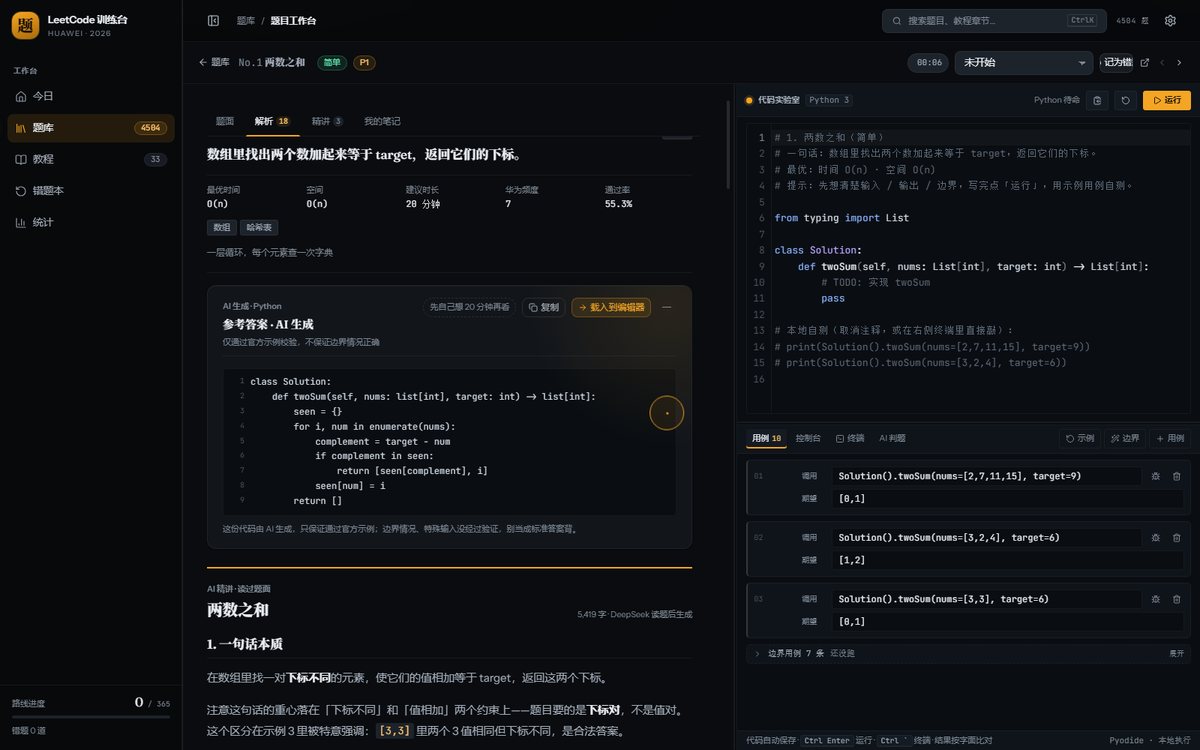 题
LeetCode 训练台
HUAWEI · 2026
工作台
今日
题库 4504
教程 33
错题本
统计
路线进度 0 / 365
错题 0 道
题库 / 题目工作台
搜索题目、教程章节… CtrlK
4504 题
← 题库 No.1 两数之和 简单 P1
00:06 未开始 记为错
题面 解析 18 精讲 3 我的笔记
数组里找出两个数加起来等于 target，返回它们的下标。
最优时间 空间 建议时长 华为频度 通过率
O(n) O(n) 20 分钟 7 55.3%
数组 哈希表
一层循环，每个元素查一次字典
AI 生成 · Python
先自己想 20 分钟再看 复制 → 载入到编辑器
参考答案 · AI 生成
仅通过官方示例校验，不保证边界情况正确
1 class Solution:
2 def twoSum(self, nums: list[int], target: int) -> list[int]:
3 seen = {}
4 for i, num in enumerate(nums):
5 complement = target - num
6 if complement in seen:
7 return [seen[complement], i]
8 seen[num] = i
9 return []
这份代码由 AI 生成，只保证通过官方示例；边界情况、特殊输入没经过验证，别当成标准答案背。
AI 精讲 · 读过题面
两数之和
5,419 字 · DeepSeek 读题后生成
1. 一句话本质
在数组里找一对下标不同的元素，使它们的值相加等于 target，返回这两个下标。
注意这句话的重心落在「下标不同」和「值相加」两个约束上——题目要的是下标对，不是值对。
这个区分在示例 3 里被特意强调：[3,3] 里两个 3 值相同但下标不同，是合法答案。
代码实验室 Python 3
Python 待命 运行
1 # 1. 两数之和（简单）
2 # 一句话：数组里找出两个数加起来等于 target，返回它们的下标。
3 # 最优：时间 O(n) · 空间 O(n)
4 # 提示：先想清楚输入 / 输出 / 边界，写完点「运行」，用示例用例自测。
5
6 from typing import List
7
8 class Solution:
9 def twoSum(self, nums: List[int], target: int) -> List[int]:
10 # TODO: 实现 twoSum
11 pass
12
13 # 本地自测（取消注释，或在右侧终端里直接敲）：
14 # print(Solution().twoSum(nums=[2,7,11,15], target=9))
15 # print(Solution().twoSum(nums=[3,2,4], target=6))
16
用例 10 控制台 终端 AI 判题
示例 边界 + 用例
01 调用 Solution().twoSum(nums=[2,7,11,15], target=9)
期望 [0,1]
02 调用 Solution().twoSum(nums=[3,2,4], target=6)
期望 [1,2]
03 调用 Solution().twoSum(nums=[3,3], target=6)
期望 [0,1]
› 边界用例 7 条 还没跑 展开
代码自动保存 · Ctrl Enter 运行 · Ctrl ` 终端 · 结果按字面比对
Pyodide · 本地执行